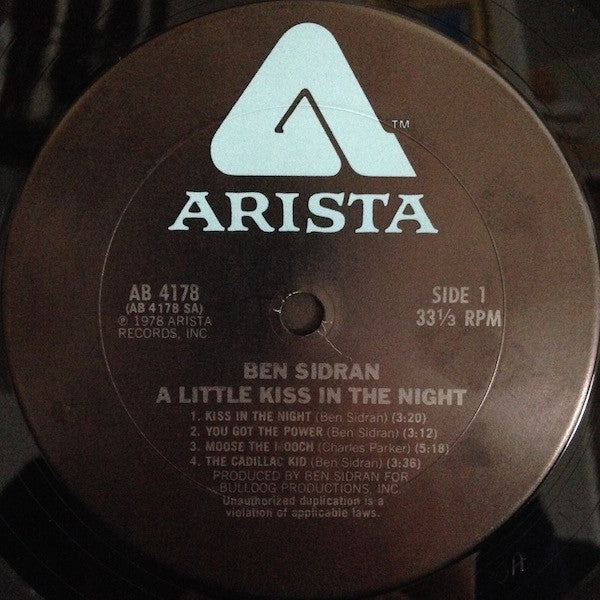 TM
ARISTA
AB 4178
(AB 4178 SA)
℗ 1978 ARISTA
RECORDS, INC.
SIDE 1
33⅓ RPM
BEN SIDRAN
A LITTLE KISS IN THE NIGHT
1. KISS IN THE NIGHT (Ben Sidran) (3:20)
2. YOU GOT THE POWER (Ben Sidran) (3:12)
3. MOOSE THE MOOCH (Charles Parker) (5:18)
4. THE CADILLAC KID (Ben Sidran) (3:36)
PRODUCED BY BEN SIDRAN FOR
BULLDOG PRODUCTIONS, INC.
Unauthorized duplication is a
violation of applicable laws.